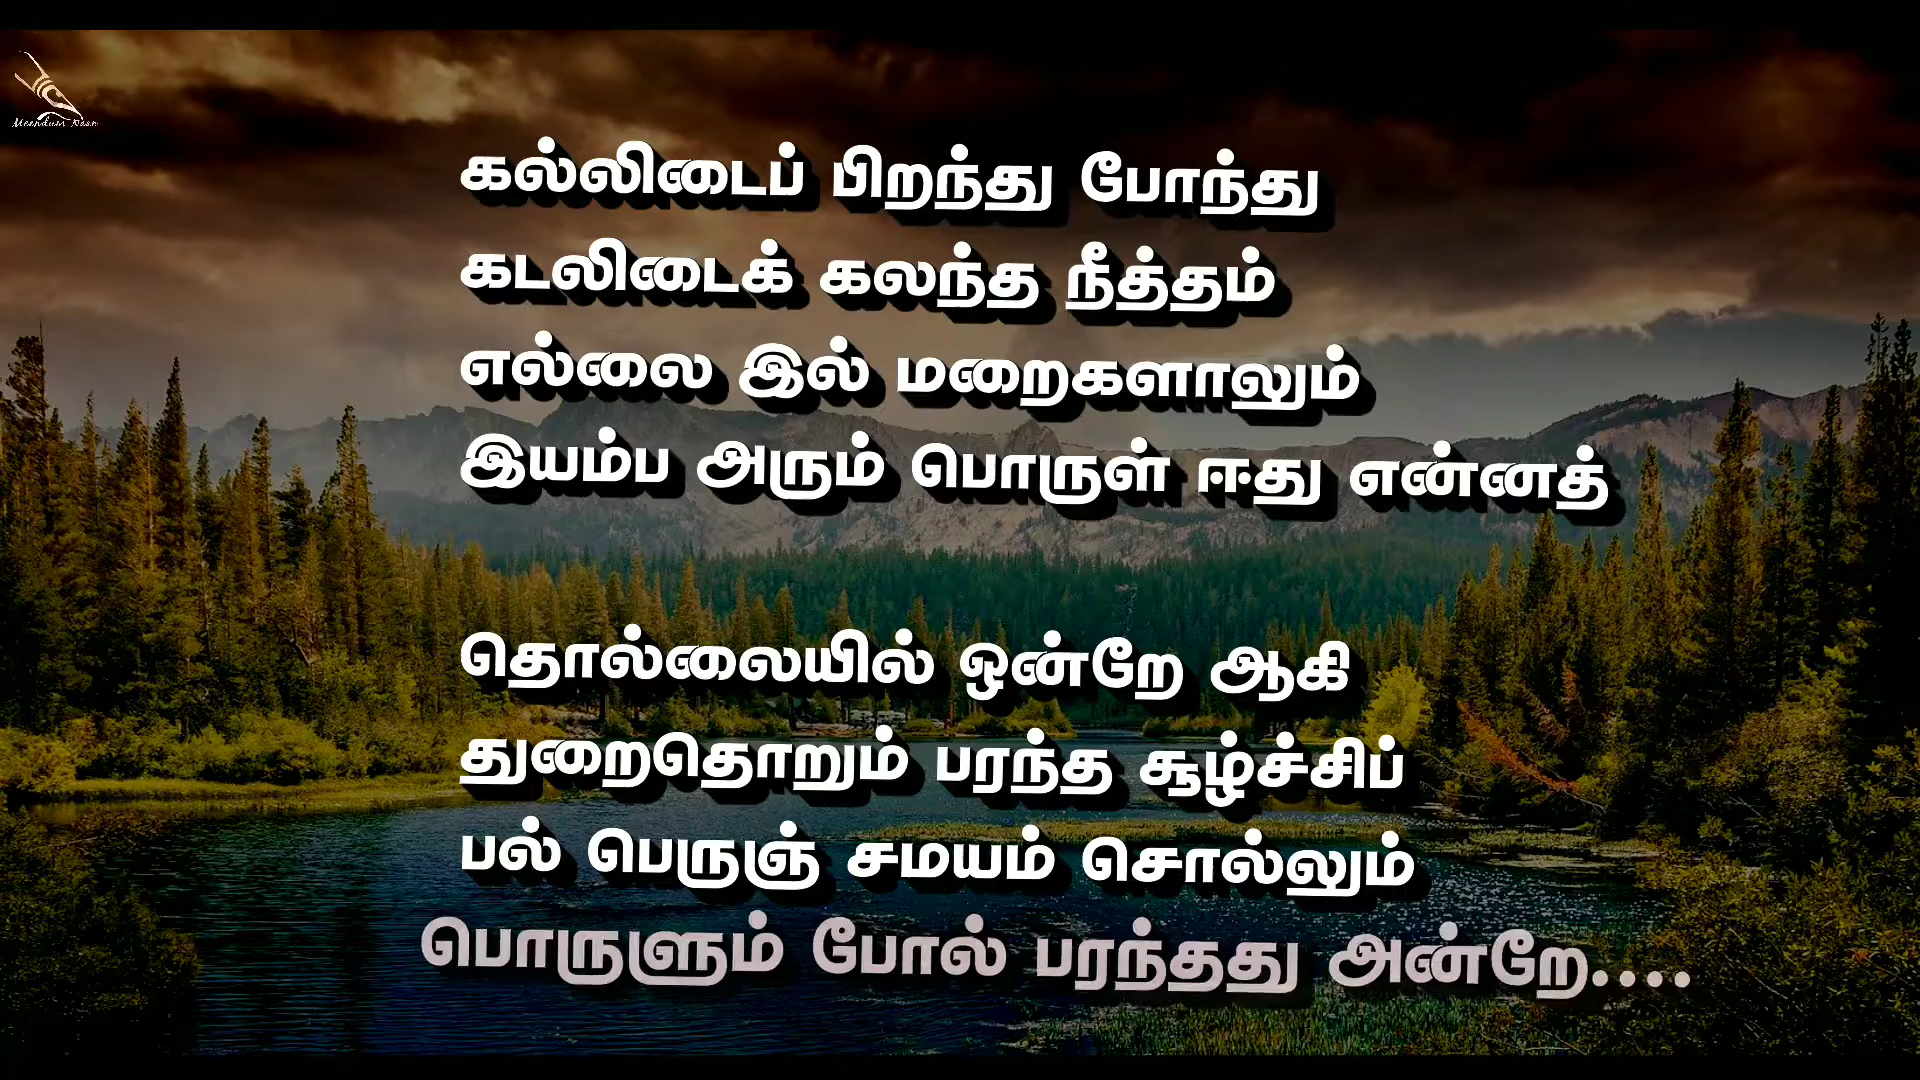 கல்லிடைப் பிறந்து போந்து
கடலிடைக் கலந்த நீத்தம்
எல்லை இல் மறைகளாலும்
இயம்ப அரும் பொருள் ஈது என்னத்
தொல்லையில் ஒன்றே ஆகி
துறைதொறும் பரந்த சூழ்ச்சிப்
பல் பெருஞ் சமயம் சொல்லும்
பொருளும் போல் பரந்தது அன்றே....